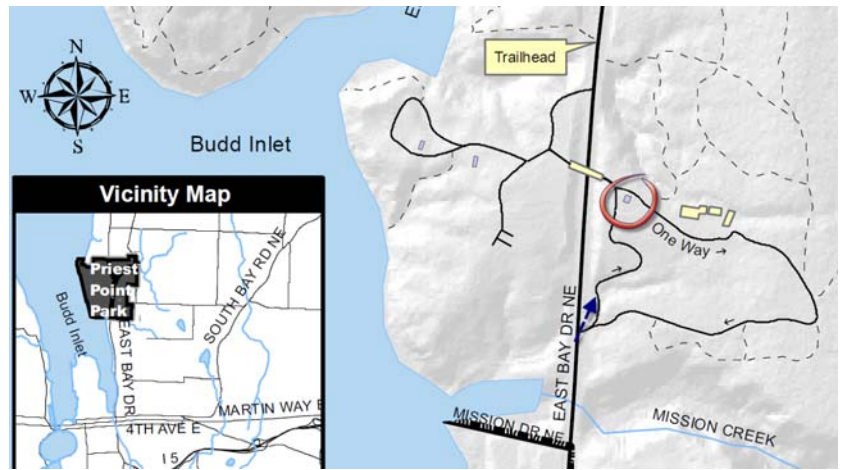 N
W
E
S
Budd Inlet
Trailhead
One Way →
→
←
EAST BAY DR NE
MISSION DR NE
MISSION CREEK
Vicinity Map
Priest
Point
Park
Budd Inlet
EAST BAY DR
SOUTH BAY RD NE
MARTIN WAY E
4TH AVE E
I 5